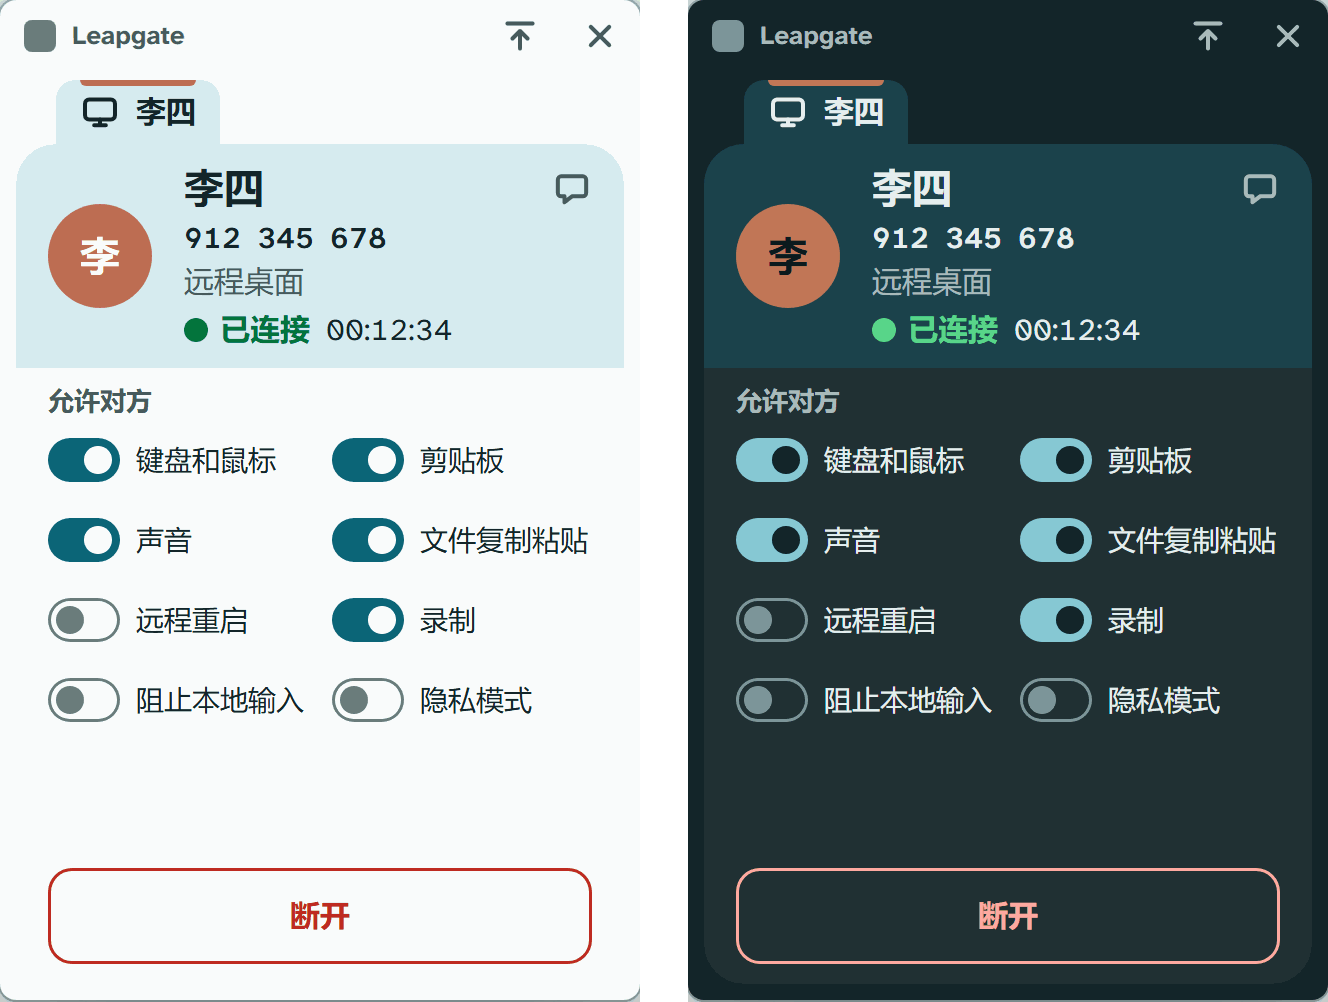 Leapgate
李四
李四
李
912 345 678
远程桌面
已连接 00:12:34
允许对方
键盘和鼠标 剪贴板
声音 文件复制粘贴
远程重启 录制
阻止本地输入 隐私模式
断开
Leapgate
李四
李四
李
912 345 678
远程桌面
已连接 00:12:34
允许对方
键盘和鼠标 剪贴板
声音 文件复制粘贴
远程重启 录制
阻止本地输入 隐私模式
断开